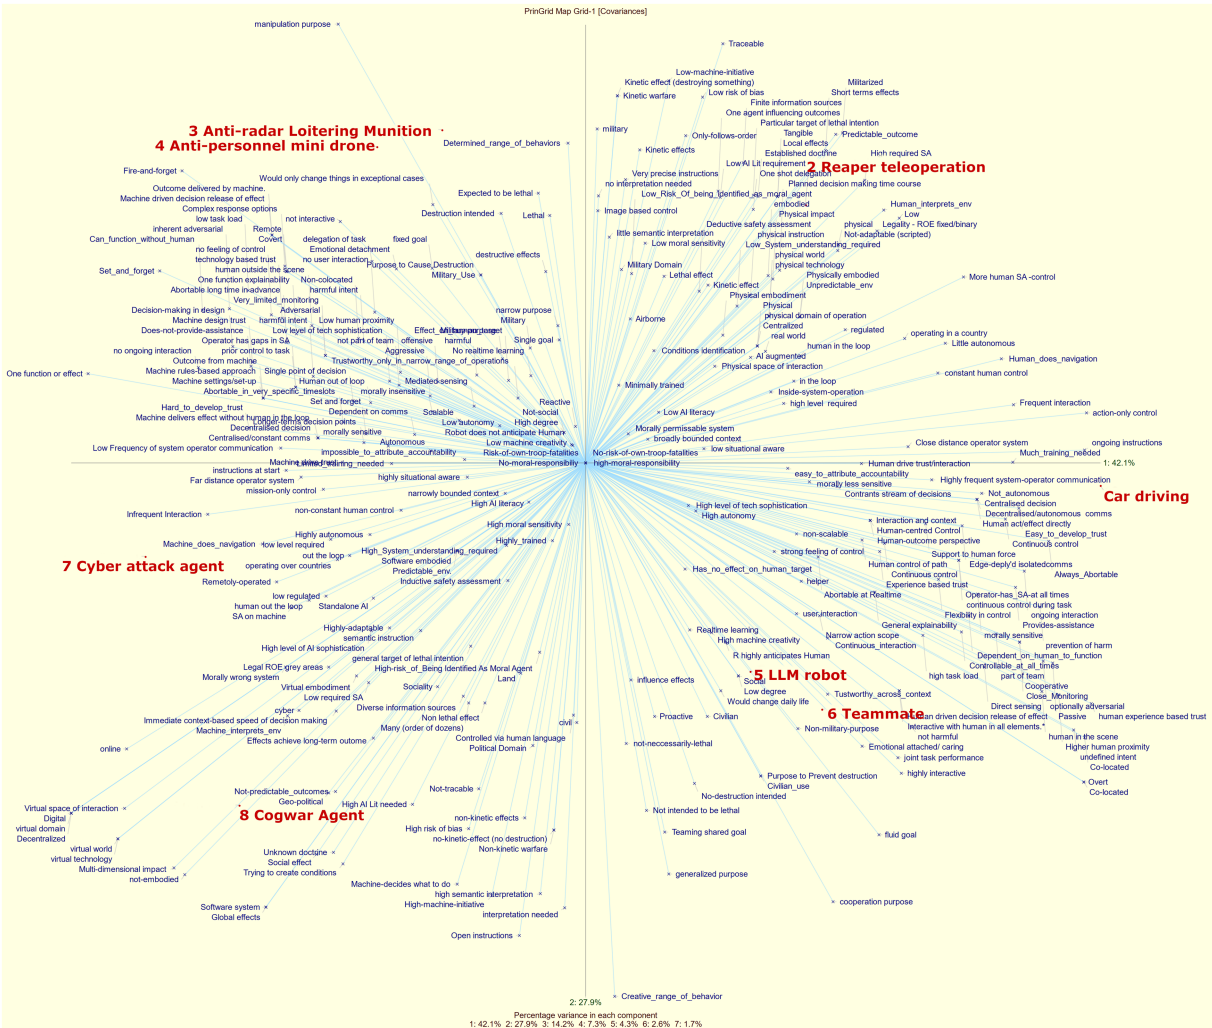 PrinGrid Map Grid-1 [Covariances]
manipulation purpose
Traceable
Low-machine-initiative
Kinetic effect (destroying something)
Militarized
Kinetic warfare
Low risk of bias
Short terms effects
Finite information sources
One agent influencing outcomes
Particular target of lethal intention
military
Only-follows-order
Tangible
Predictable_outcome
3 Anti-radar Loitering Munition
4 Anti-personnel mini drone
Determined_range_of_behaviors
Local effects
Kinetic effects
Established doctrine
High required SA
Low AI Lit requirement
2 Reaper teleoperation
Fire-and-forget
Very precise instructions
One shot delegation
Would only change things in exceptional cases
no interpretation needed
Planned decision making time course
Outcome delivered by machine.
Expected to be lethal
Low_Risk_Of_being_Identified_as_moral_agent
Machine driven decision release of effect
embodied
Human_interprets_env
Complex response options
Destruction intended
Lethal
Image based control
Physical impact
Low
low task load
not interactive
Deductive safety assessment
physical
Legality - ROE fixed/binary
inherent adversarial
Remote
little semantic interpretation
physical instruction
Not-adaptable (scripted)
Can_function_without_human
Covert
delegation of task
fixed goal
Low moral sensitivity
Low_System_understanding_required
no feeling of control
Emotional detachment
destructive effects
physical world
technology based trust
no user interaction
Purpose to Cause Destruction
Military Domain
physical technology
Set_and_forget
human outside the scene
Military_Use
Lethal effect
Physically embodied
More human SA -control
One function explainability
Non-colocated
Kinetic effect
Unpredictable_env
Abortable long time in advance
harmful intent
Physical embodiment
Very_limited_monitoring
Physical
Decision-making in design
Adversarial
narrow purpose
physical domain of operation
Machine design trust
harmful intent
Low human proximity
Military
Airborne
Centralized
Does-not-provide-assistance
Low level of tech sophistication
harmful
real world
regulated
operating in a country
Operator has gaps in SA
not part of team
offensive
Single goal
human in the loop
Little autonomous
no ongoing interaction
prior control to task
Aggressive
No realtime learning
Conditions identification
AI augmented
Human_does_navigation
Outcome from machine
Trustworthy_only_in_narrow_range_of_operations
Physical space of interaction
One function or effect
Machine rules-based approach
Single point of decision
constant human control
Machine settings/set-up
Human out of loop
Mediated-sensing
Minimally trained
in the loop
Abortable_in_very_specific_timeslots
morally insensitive
Inside-system-operation
Set and forget
Reactive
high level required
Frequent interaction
Hard_to_develop_trust
Dependent on comms
Scalable
Not-social
Low AI literacy
action-only control
Machine delivers effect without human in the loop
Longer-terms decision points
Low autonomy
High degree
Decentralised decision
morally sensitive
Robot does not anticipate Human
Morally permissable system
Centralised/constant comms
Autonomous
Low machine creativity
broadly bounded context
Close distance operator system
ongoing instructions
Low Frequency of system operator communication
impossible_to_attribute_accountability
Risk-of-own-troop-fatalities
No-risk-of-own-troop-fatalities
low situational aware
Much_training_needed
No-moral-responsibiliy
high-moral-responsibility
Human drive trust/interaction
1: 42.1%
instructions at start
easy_to_attribute_accountability
Far distance operator system
highly situational aware
morally less sensitive
Highly frequent system-operator communication
mission-only control
narrowly bounded context
Contrants stream of decisions
Not_autonomous
Car driving
High AI literacy
High level of tech sophistication
Centralised decision
Infrequent Interaction
non-constant human control
High autonomy
Decentralised/autonomous comms
High moral sensitivity
Interaction and context
Human act/effect directly
Highly autonomous
non-scalable
Human-centred Control
Easy_to_develop_trust
Machine_does_navigation
low level required
Highly_trained
Human-outcome perspective
Continuous control
out the loop
High_System_understanding_required
strong feeling of control
Support to human force
7 Cyber attack agent
operating over countries
Software embodied
Human control of path
Edge-deply'd isolatedcomms
Predictable_env.
Has_no_effect_on_human_target
Continuous control
Always_Abortable
Remotely-operated
Inductive safety assessment
helper
Experience based trust
low regulated
Abortable at Realtime
Operator-has_SA-at all times
human out the loop
Standalone AI
continuous control during task
SA on machine
user interaction
Flexibility in control
ongoing interaction
Highly-adaptable
Realtime learning
General explainability
Provides-assistance
semantic instruction
High machine creativity
Narrow action scope
morally sensitive
High level of AI sophistication
Continuous_interaction
prevention of harm
general target of lethal intention
R highly anticipates Human
Dependent_on_human_to_function
Legal ROE grey areas
High-risk_of_Being Identified As Moral Agent
Controllable_at_all_times
Morally wrong system
Land
influence effects
5 LLM robot
high task load
part of team
Virtual embodiment
Sociality
Social
Cooperative
Low required SA
Low degree
Trustworthy_across_context
Close_Monitoring
cyber
Diverse information sources
Would change daily life
Direct sensing
optionally adversarial
Immediate context-based speed of decision making
Non lethal effect
civil
Proactive
Civilian
6 Teammate
Human driven decision release of effect
Passive
human experience based trust
Machine_interprets_env
Many (order of dozens)
Non-military-purpose
Interactive with human in all elements.
Effects achieve long-term outome
Controlled via human language
not-neccessarily-lethal
not harmful
human in the scene
online
Political Domain
Emotional attached/ caring
Higher human proximity
joint task performance
undefined intent
Purpose to Prevent destruction
highly interactive
Co-located
Not-predictable_outcomes
Not-tracable
Civilian_use
Overt
Geo-political
No-destruction intended
Co-located
Virtual space of interaction
8 Cogwar Agent
High AI Lit needed
Not intended to be lethal
Digital
non-kinetic effects
virtual domain
High risk of bias
Teaming shared goal
fluid goal
Decentralized
no-kinetic-effect (no destruction)
virtual world
Unknown doctrine
Non-kinetic warfare
virtual technology
Social effect
Multi-dimensional impact
Trying to create conditions
generalized purpose
not-embodied
Machine-decides what to do
high semantic interpretation
cooperation purpose
Software system
High-machine-initiative
Global effects
interpretation needed
Open instructions
Creative_range_of_behavior
2: 27.9%
Percentage variance in each component
1: 42.1% 2: 27.9% 3: 14.2% 4: 7.3% 5: 4.3% 6: 2.6% 7: 1.7%